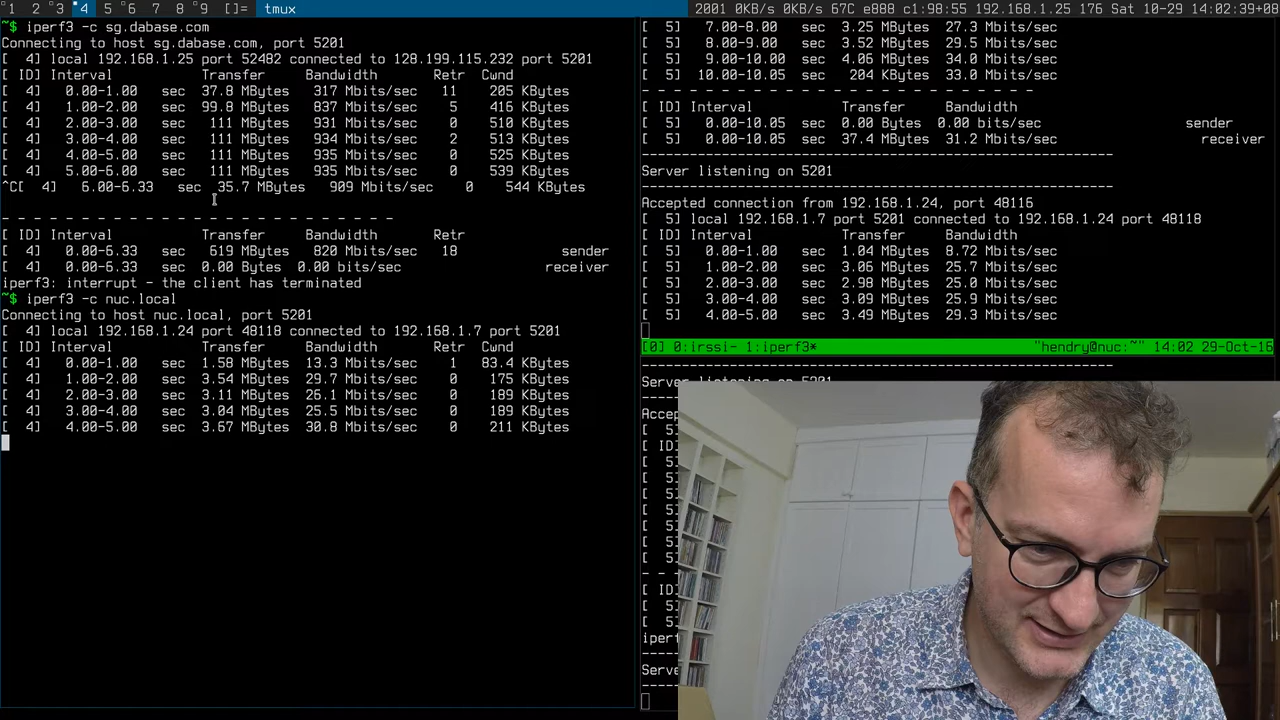 1 2 3 4 5 6 7 8 9 []= tmux 2001 0KB/s 0KB/s 67C e888 C1:98:55 192.168.1.25 176 Sat 10-29 14:02:39+08
~$ iperf3 -c sg.dabase.com
Connecting to host sg.dabase.com, port 5201
[  4] local 192.168.1.25 port 52482 connected to 128.199.115.232 port 5201
[ ID] Interval           Transfer     Bandwidth       Retr  Cwnd
[  4]   0.00-1.00   sec  37.8 MBytes   317 Mbits/sec   11    205 KBytes
[  4]   1.00-2.00   sec  99.8 MBytes   837 Mbits/sec    5    416 KBytes
[  4]   2.00-3.00   sec   111 MBytes   931 Mbits/sec    0    510 KBytes
[  4]   3.00-4.00   sec   111 MBytes   934 Mbits/sec    2    513 KBytes
[  4]   4.00-5.00   sec   111 MBytes   935 Mbits/sec    0    525 KBytes
[  4]   5.00-6.00   sec   111 MBytes   935 Mbits/sec    0    539 KBytes
^C[  4]   6.00-6.33   sec  35.7 MBytes   909 Mbits/sec    0    544 KBytes
- - - - - - - - - - - - - - - - - - - - - - - - -
[ ID] Interval           Transfer     Bandwidth       Retr
[  4]   0.00-6.33   sec   619 MBytes   820 Mbits/sec   18             sender
[  4]   0.00-6.33   sec  0.00 Bytes  0.00 bits/sec                  receiver
iperf3: interrupt - the client has terminated
~$ iperf3 -c nuc.local
Connecting to host nuc.local, port 5201
[  4] local 192.168.1.24 port 48118 connected to 192.168.1.7 port 5201
[ ID] Interval           Transfer     Bandwidth       Retr  Cwnd
[  4]   0.00-1.00   sec  1.58 MBytes  13.3 Mbits/sec    1   83.4 KBytes
[  4]   1.00-2.00   sec  3.54 MBytes  29.7 Mbits/sec    0    175 KBytes
[  4]   2.00-3.00   sec  3.11 MBytes  26.1 Mbits/sec    0    189 KBytes
[  4]   3.00-4.00   sec  3.04 MBytes  25.5 Mbits/sec    0    189 KBytes
[  4]   4.00-5.00   sec  3.67 MBytes  30.8 Mbits/sec    0    211 KBytes
[  5]   7.00-8.00   sec  3.25 MBytes  27.3 Mbits/sec
[  5]   8.00-9.00   sec  3.52 MBytes  29.5 Mbits/sec
[  5]   9.00-10.00  sec  4.06 MBytes  34.0 Mbits/sec
[  5]  10.00-10.05  sec   204 KBytes  33.0 Mbits/sec
- - - - - - - - - - - - - - - - - - - - - - - - -
[ ID] Interval           Transfer     Bandwidth
[  5]   0.00-10.05  sec  0.00 Bytes  0.00 bits/sec                  sender
[  5]   0.00-10.05  sec  37.4 MBytes  31.2 Mbits/sec                  receiver
-----------------------------------------------------------
Server listening on 5201
-----------------------------------------------------------
Accepted connection from 192.168.1.24, port 48116
[  5] local 192.168.1.7 port 5201 connected to 192.168.1.24 port 48118
[ ID] Interval           Transfer     Bandwidth
[  5]   0.00-1.00   sec  1.04 MBytes  8.72 Mbits/sec
[  5]   1.00-2.00   sec  3.06 MBytes  25.7 Mbits/sec
[  5]   2.00-3.00   sec  2.98 MBytes  25.0 Mbits/sec
[  5]   3.00-4.00   sec  3.09 MBytes  25.9 Mbits/sec
[  5]   4.00-5.00   sec  3.49 MBytes  29.3 Mbits/sec
[0] 0:irssi- 1:iperf3* "hendry@nuc:~" 14:02 29-Oct-16
-----------------------------------------------------------
Server listening on 5201
Accep
[  5]
[ ID]
[  5]
[  5]
[  5]
[  5]
[  5]
[  5]
[  5]
- - -
[ ID]
[  5]
[  5]
iperf
----
Serve
----